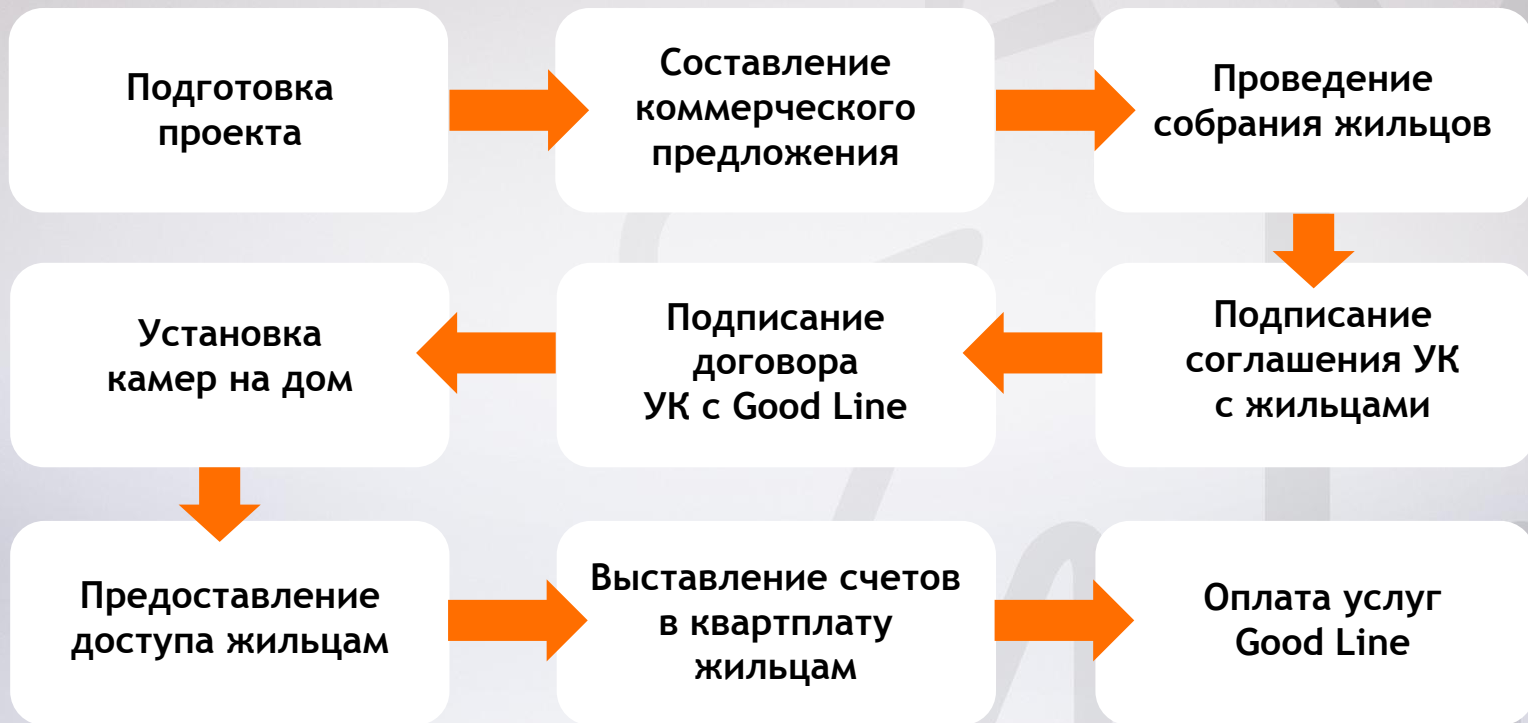 Подготовка
проекта
Составление
коммерческого
предложения
Проведение
собрания жильцов
Подписание
соглашения УК
с жильцами
Подписание
договора
УК с Good Line
Установка
камер на дом
Предоставление
доступа жильцам
Выставление счетов
в квартплату
жильцам
Оплата услуг
Good Line